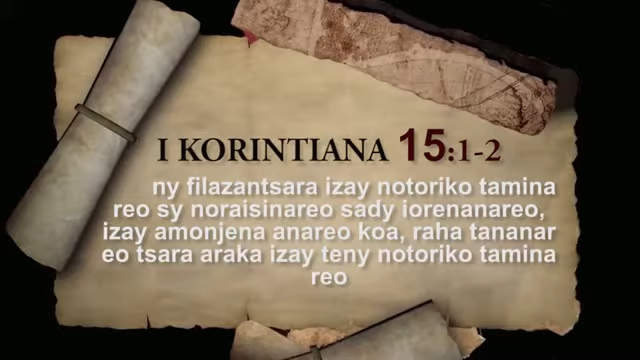 I KORINTIANA 15:1-2
ny filazantsara izay notoriko tamina
reo sy noraisinareo sady iorenanareo,
izay amonjena anareo koa, raha tananar
eo tsara araka izay teny notoriko tamina
reo